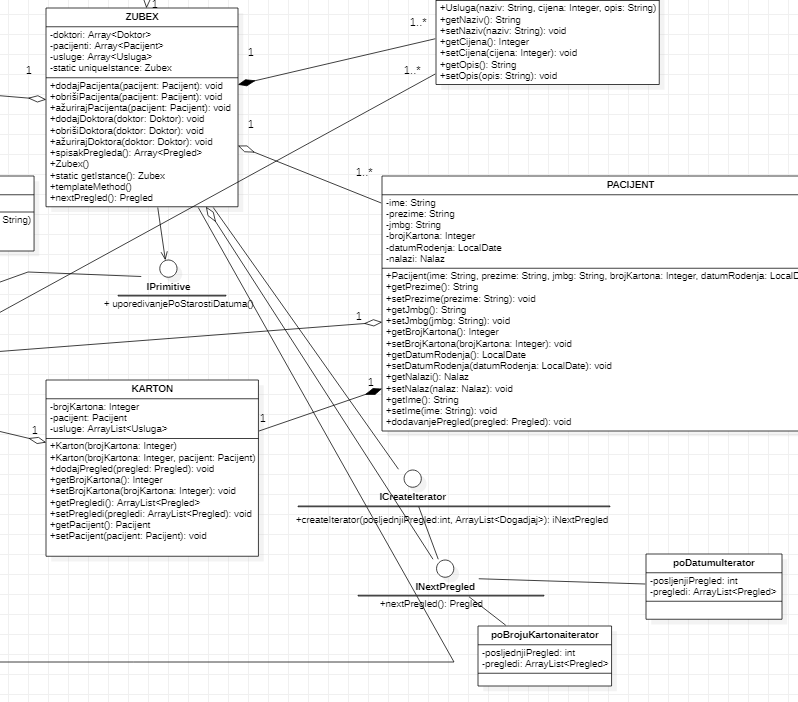 1
ZUBEX
-doktori: Array<Doktor>
-pacijenti: Array<Pacijent>
-usluge: Array<Usluga>
-static uniqueIstance: Zubex
+dodajPacijenta(pacijent: Pacijent): void
+obrišiPacijenta(pacijent: Pacijent): void
+ažurirajPacijenta(pacijent: Pacijent): void
+dodajDoktora(doktor: Doktor): void
+obrišiDoktora(doktor: Doktor): void
+ažurirajDoktora(doktor: Doktor): void
+spisakPregleda(): Array<Pregled>
+Zubex()
+static getIstance(): Zubex
+templateMethod()
+nextPregled(): Pregled
1
1
1
1..*
1..*
1..*
+Usluga(naziv: String, cijena: Integer, opis: String)
+getNaziv(): String
+setNaziv(naziv: String): void
+getCijena(): Integer
+setCijena(cijena: Integer): void
+getOpis(): String
+setOpis(opis: String): void
String)
IPrimitive
+ uporedivanjePoStarostiDatuma()
PACIJENT
-ime: String
-prezime: String
-jmbg: String
-brojKartona: Integer
-datumRodenja: LocalDate
-nalazi: Nalaz
+Pacijent(ime: String, prezime: String, jmbg: String, brojKartona: Integer, datumRodenja: LocalD
+getPrezime(): String
+setPrezime(prezime: String): void
+getJmbg(): String
+setJmbg(jmbg: String): void
+getBrojKartona(): Integer
+setBrojKartona(brojKartona: Integer): void
+getDatumRodenja(): LocalDate
+setDatumRodenja(datumRodenja: LocalDate): void
+getNalazi(): Nalaz
+setNalaz(nalaz: Nalaz): void
+getIme(): String
+setIme(ime: String): void
+dodavanjePregled(pregled: Pregled): void
1
1
1
1
KARTON
-brojKartona: Integer
-pacijent: Pacijent
-usluge: ArrayList<Usluga>
+Karton(brojKartona: Integer)
+Karton(brojKartona: Integer, pacijent: Pacijent)
+dodajPregled(pregled: Pregled): void
+getBrojKartona(): Integer
+setBrojKartona(brojKartona: Integer): void
+getPregledi(): ArrayList<Pregled>
+setPregledi(pregledi: ArrayList<Pregled): void
+getPacijent(): Pacijent
+setPacijent(pacijent: Pacijent): void
ICreateIterator
+createIterator(posljednjiPregled:int, ArrayList<Dogadjaj>): iNextPregled
INextPregled
+nextPregled(): Pregled
poDatumuIterator
-posljenjiPregled: int
-pregledi: ArrayList<Pregled>
poBrojuKartonaiterator
-posljednjiPregled: int
-pregledi: ArrayList<Pregled>